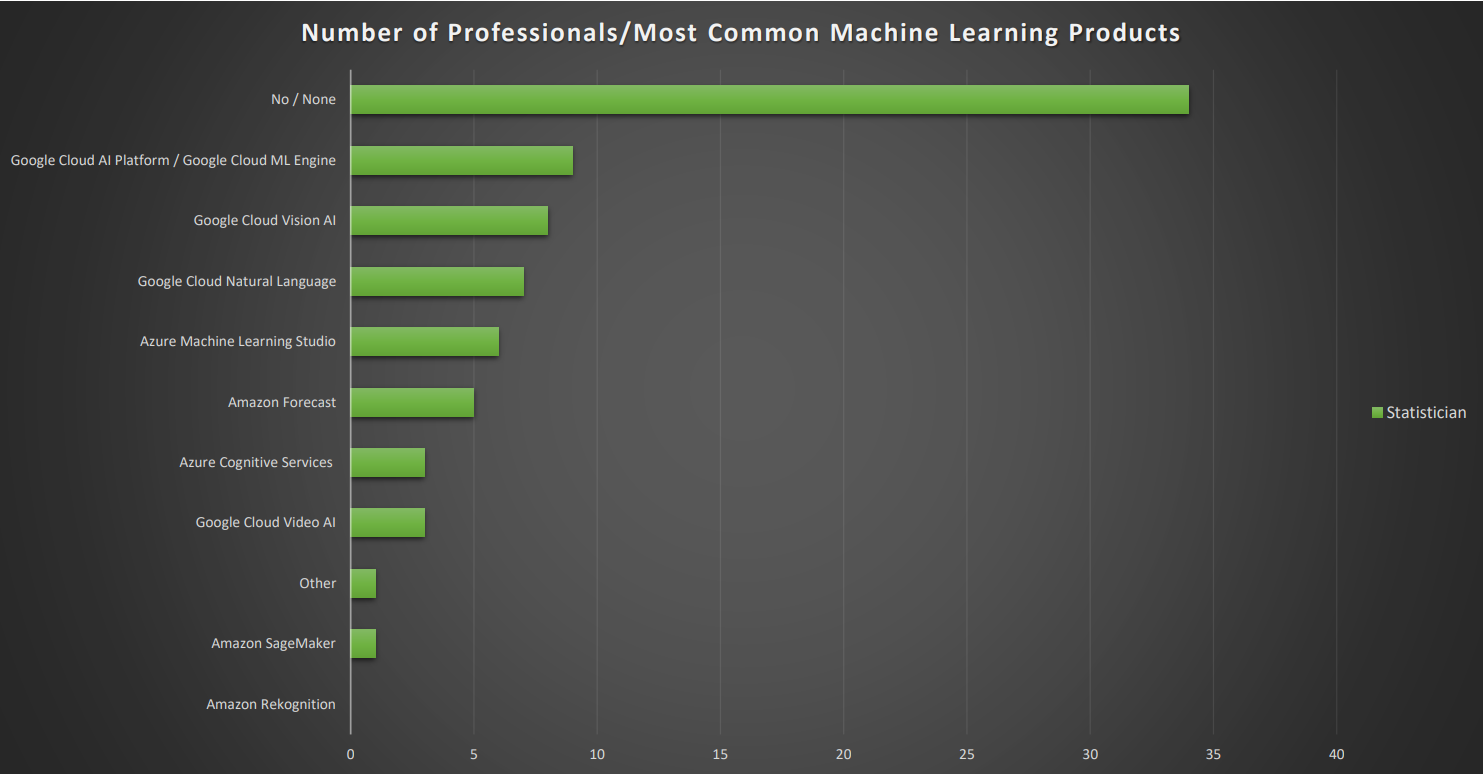 Number of Professionals/Most Common Machine Learning Products
No / None
Google Cloud AI Platform / Google Cloud ML Engine
Google Cloud Vision AI
Google Cloud Natural Language
Azure Machine Learning Studio
Amazon Forecast
Azure Cognitive Services
Google Cloud Video AI
Other
Amazon SageMaker
Amazon Rekognition
0 5 10 15 20 25 30 35 40
Statistician